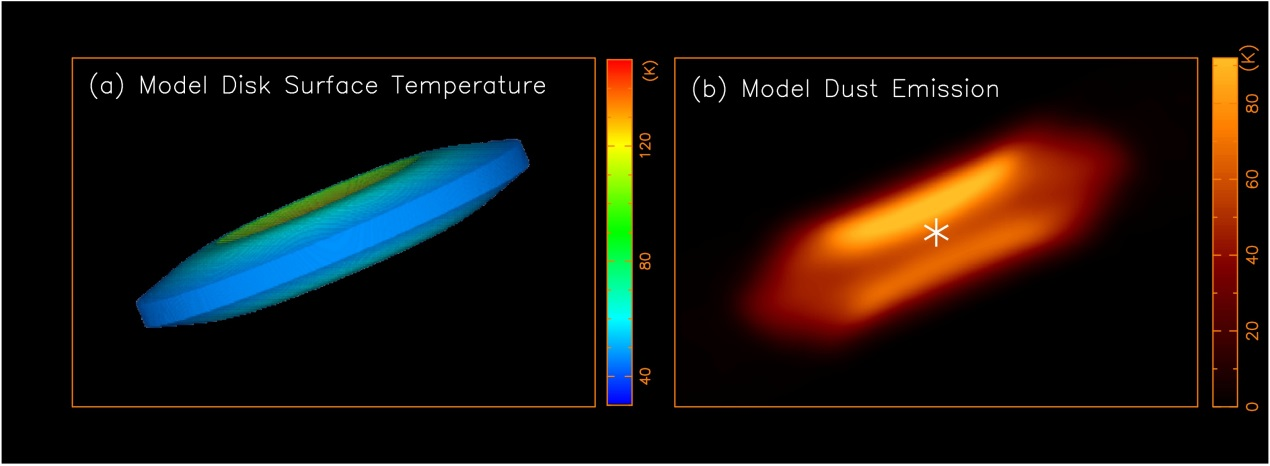 (a) Model Disk Surface Temperature
(K)
120
80
40
(b) Model Dust Emission
(K)
80
60
40
20
0